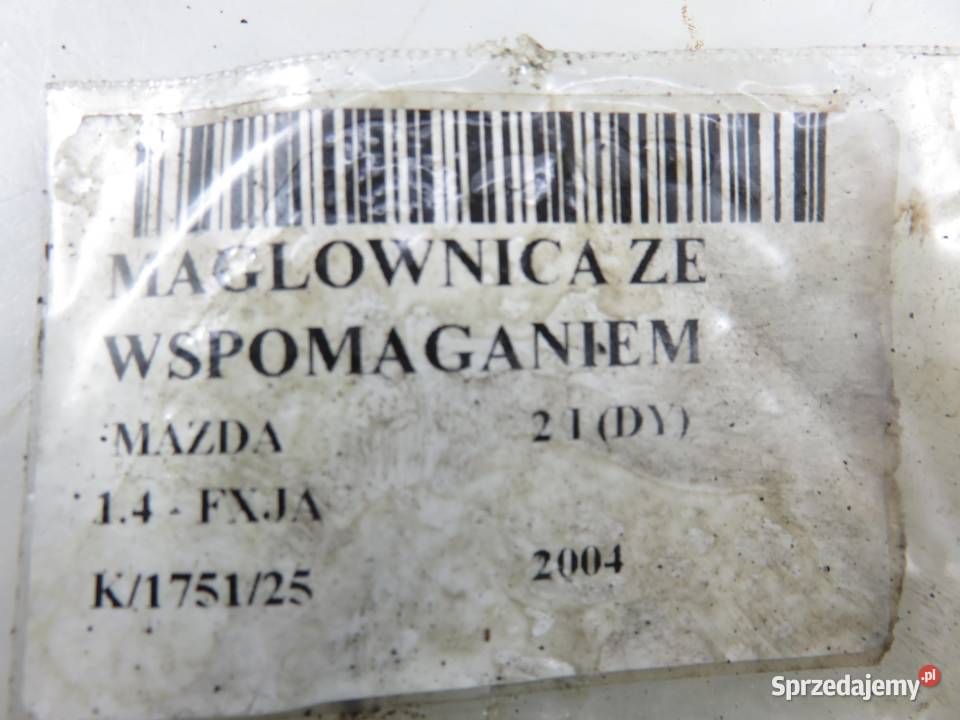 MAGLOWNICA ZE
WSPOMAGANIEM
MAZDA 2 I (DY)
1.4 - FXJA
K/1751/25 2004
Sprzedajemy.pl